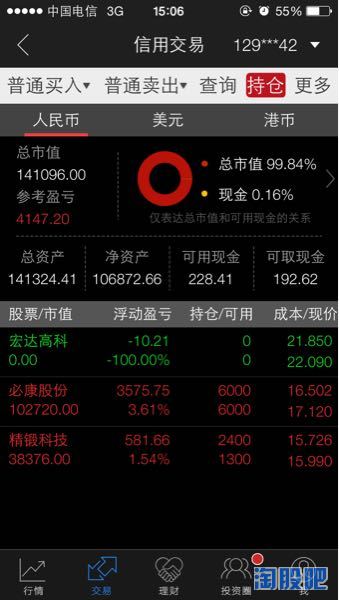 中国电信 3G 15:06 55%
信用交易 129***42
普通买入 普通卖出 查询 持仓 更多
人民币 美元 港币
总市值
141096.00
参考盈亏
4147.20
总市值 99.84%
现金 0.16%
仅表达总市值和可用现金的关系
总资产 净资产 可用现金 可取现金
141324.41 106872.66 228.41 192.62
股票/市值 浮动盈亏 持仓/可用 成本/现价
宏达高科 -10.21 0 21.850
0.00 -100.00% 0 22.090
必康股份 3575.75 6000 16.502
102720.00 3.61% 6000 17.120
精锻科技 581.66 2400 15.726
38376.00 1.54% 1300 15.990
行情 交易 理财 投资圈 我
淘股吧